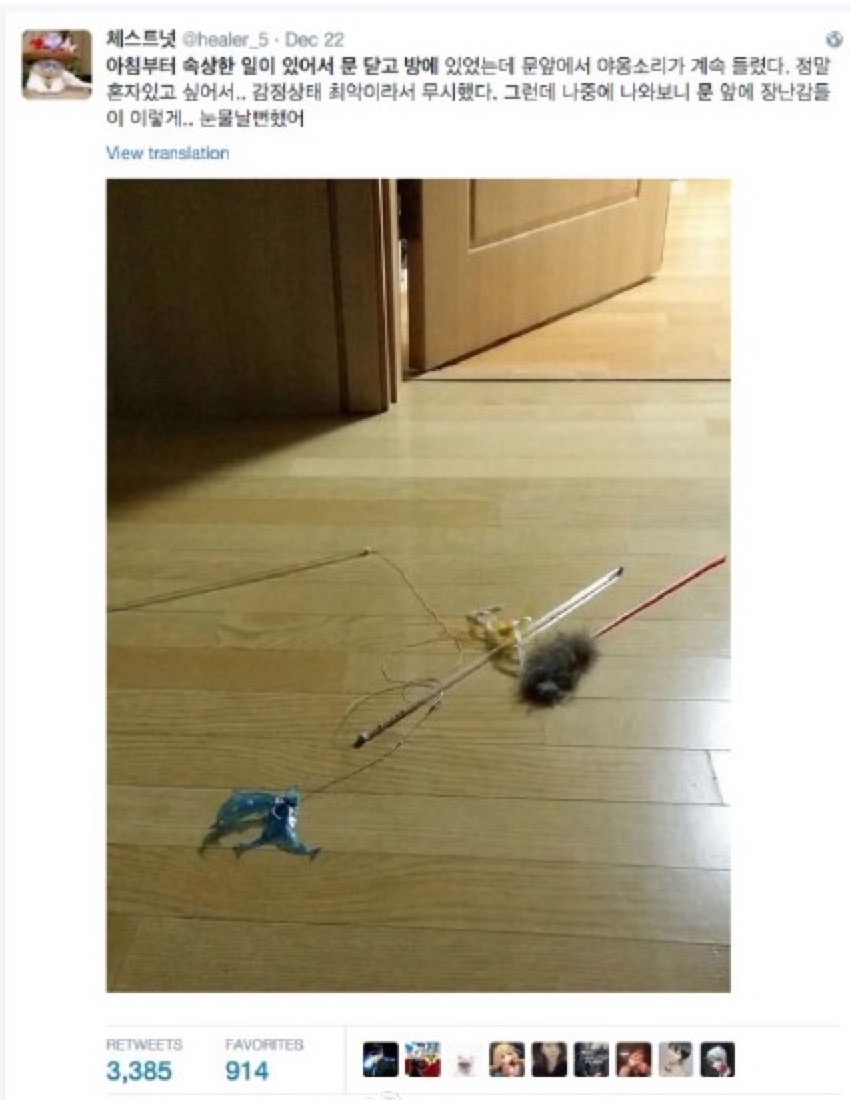 체스트넛 @healer_5 · Dec 22
아침부터 속상한 일이 있어서 문 닫고 방에 있었는데 문앞에서 야옹소리가 계속 들렸다. 정말
혼자있고 싶어서.. 감정상태 최악이라서 무시했다. 그런데 나중에 나와보니 문 앞에 장난감들
이 이렇게.. 눈물날뻔했어
View translation
RETWEETS FAVORITES
3,385 914